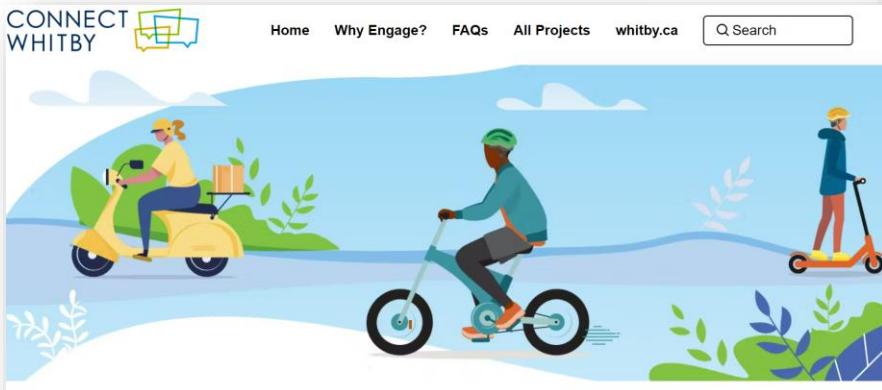 CONNECT
WHITBY
Home Why Engage? FAQs All Projects whitby.ca Search